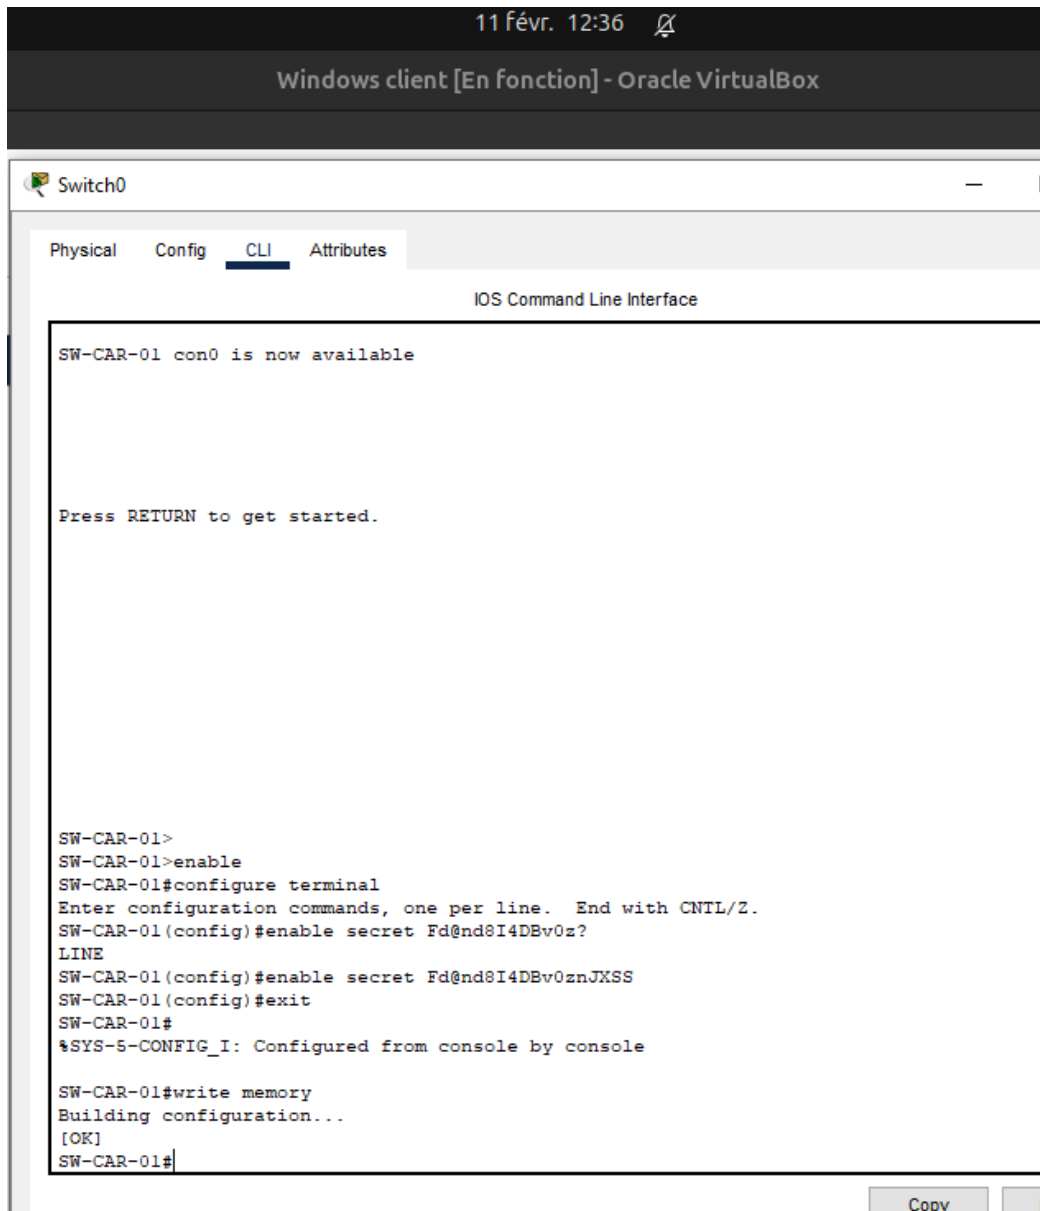 11 févr. 12:36
Windows client [En fonction] - Oracle VirtualBox
Switch0
Physical Config CLI Attributes
IOS Command Line Interface
SW-CAR-01 con0 is now available
Press RETURN to get started.
SW-CAR-01>
SW-CAR-01>enable
SW-CAR-01#configure terminal
Enter configuration commands, one per line.  End with CNTL/Z.
SW-CAR-01(config)#enable secret Fd@nd8I4DBv0z?
LINE
SW-CAR-01(config)#enable secret Fd@nd8I4DBv0znJXSS
SW-CAR-01(config)#exit
SW-CAR-01#
%SYS-5-CONFIG_I: Configured from console by console
SW-CAR-01#write memory
Building configuration...
[OK]
SW-CAR-01#
Copy